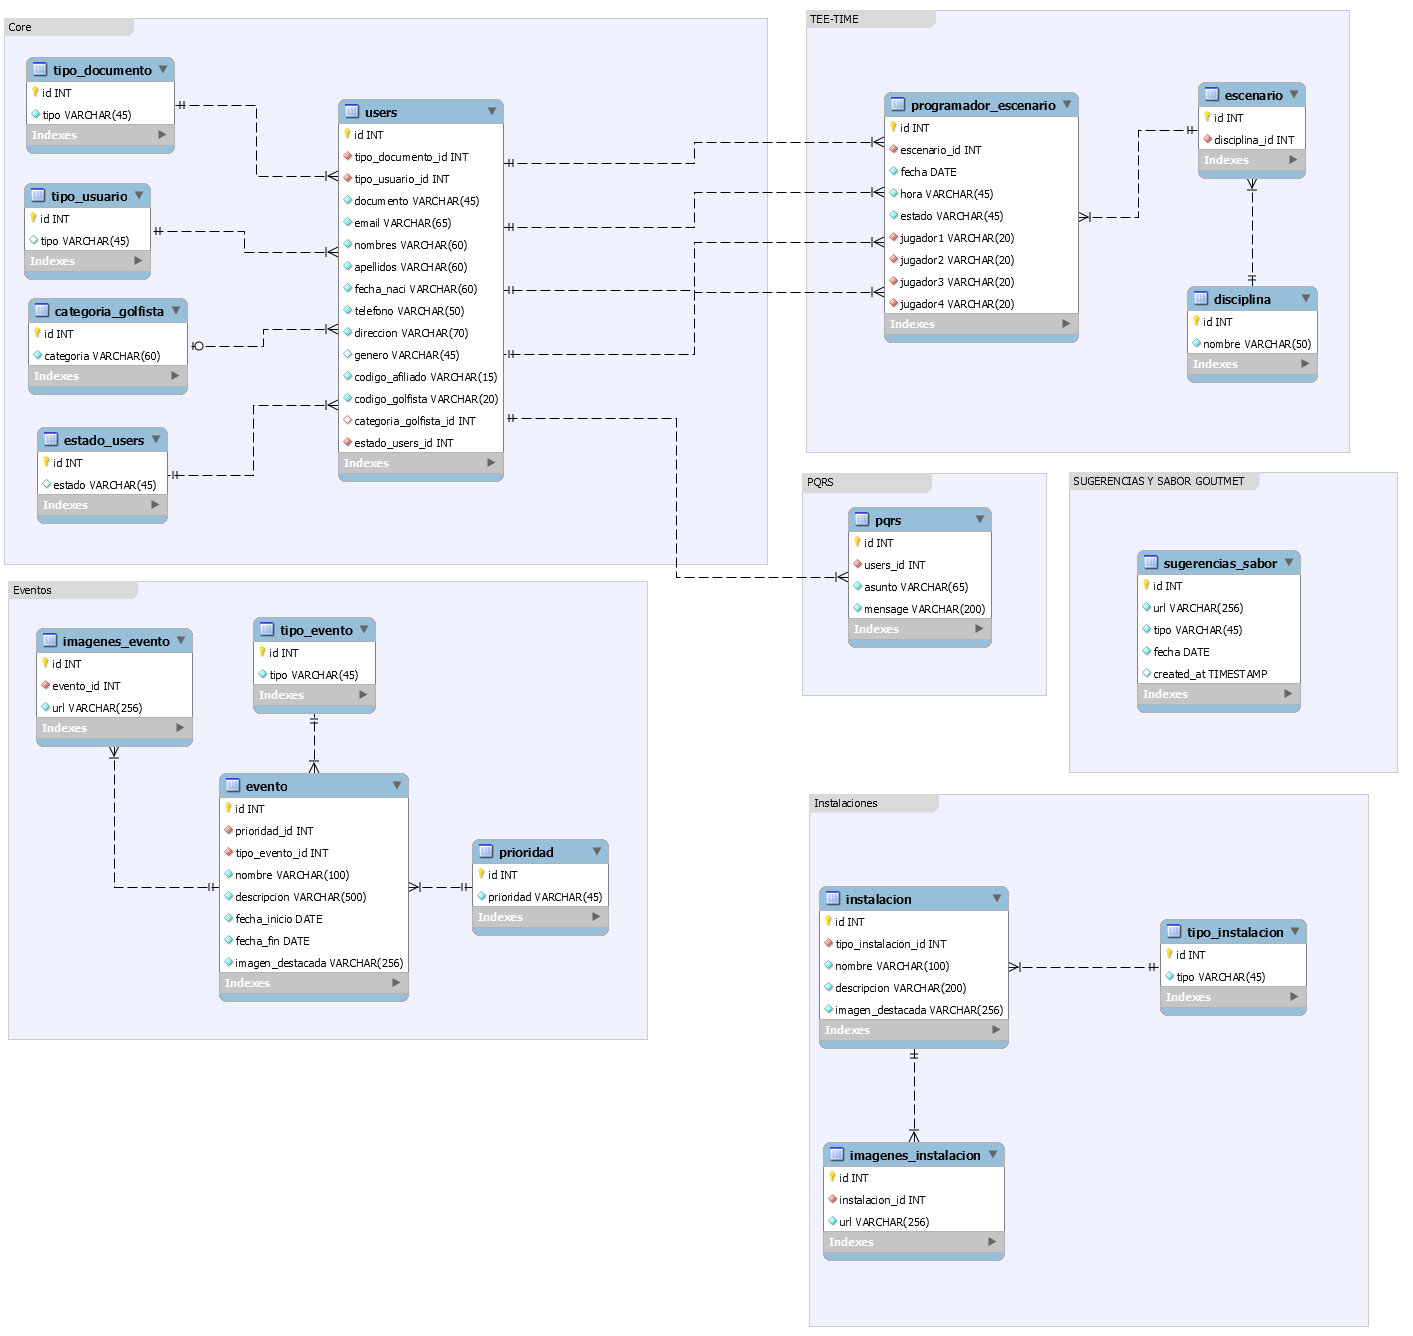 Core
tipo_documento
id INT
tipo VARCHAR(45)
Indexes
tipo_usuario
id INT
tipo VARCHAR(45)
Indexes
categoria_golfista
id INT
categoria VARCHAR(60)
Indexes
estado_users
id INT
estado VARCHAR(45)
Indexes
users
id INT
tipo_documento_id INT
tipo_usuario_id INT
documento VARCHAR(45)
email VARCHAR(65)
nombres VARCHAR(60)
apellidos VARCHAR(60)
fecha_naci VARCHAR(60)
telefono VARCHAR(50)
direccion VARCHAR(70)
genero VARCHAR(45)
codigo_afiliado VARCHAR(15)
codigo_golfista VARCHAR(20)
categoria_golfista_id INT
estado_users_id INT
Indexes
TEE-TIME
programador_escenario
id INT
escenario_id INT
fecha DATE
hora VARCHAR(45)
estado VARCHAR(45)
jugador1 VARCHAR(20)
jugador2 VARCHAR(20)
jugador3 VARCHAR(20)
jugador4 VARCHAR(20)
Indexes
escenario
id INT
disciplina_id INT
Indexes
disciplina
id INT
nombre VARCHAR(50)
Indexes
PQRS
pqrs
id INT
users_id INT
asunto VARCHAR(65)
mensage VARCHAR(200)
Indexes
SUGERENCIAS Y SABOR GOUTMET
sugerencias_sabor
id INT
url VARCHAR(256)
tipo VARCHAR(45)
fecha DATE
created_at TIMESTAMP
Indexes
Eventos
imagenes_evento
id INT
evento_id INT
url VARCHAR(256)
Indexes
tipo_evento
id INT
tipo VARCHAR(45)
Indexes
evento
id INT
prioridad_id INT
tipo_evento_id INT
nombre VARCHAR(100)
descripcion VARCHAR(500)
fecha_inicio DATE
fecha_fin DATE
imagen_destacada VARCHAR(256)
Indexes
prioridad
id INT
prioridad VARCHAR(45)
Indexes
Instalaciones
instalacion
id INT
tipo_instalacion_id INT
nombre VARCHAR(100)
descripcion VARCHAR(200)
imagen_destacada VARCHAR(256)
Indexes
tipo_instalacion
id INT
tipo VARCHAR(45)
Indexes
imagenes_instalacion
id INT
instalacion_id INT
url VARCHAR(256)
Indexes